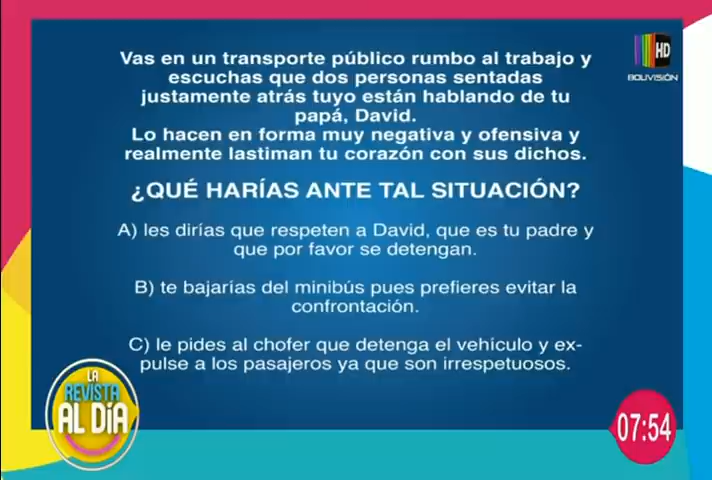 Vas en un transporte público rumbo al trabajo y
escuchas que dos personas sentadas
justamente atrás tuyo están hablando de tu
papá, David.
Lo hacen en forma muy negativa y ofensiva y
realmente lastiman tu corazón con sus dichos.
¿QUÉ HARÍAS ANTE TAL SITUACIÓN?
A) les dirías que respeten a David, que es tu padre y
que por favor se detengan.
B) te bajarías del minibús pues prefieres evitar la
confrontación.
C) le pides al chofer que detenga el vehículo y ex-
pulse a los pasajeros ya que son irrespetuosos.
HD
BOLIVISIÓN
LA
REVISTA
AL DÍA
07:54